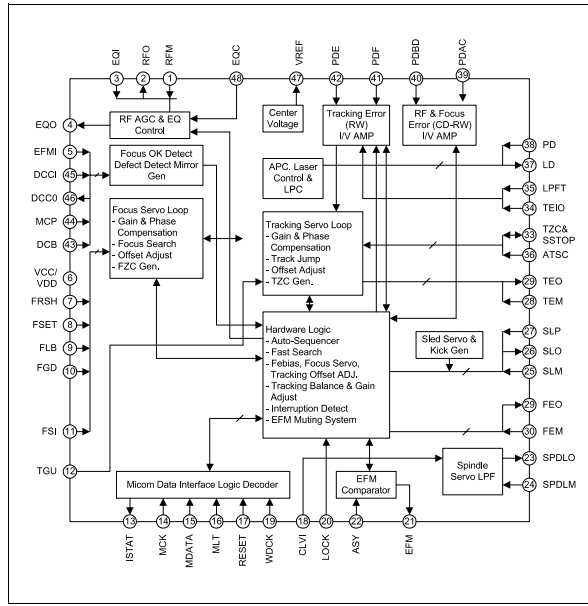 EQI
RFO
RFM
EQC
VREF
PDE
PDF
PDBD
PDAC
3
2
1
48
47
42
41
40
39
EQO
4
RF AGC & EQ
Control
Center
Voltage
Tracking Error
(RW)
I/V AMP
RF & Focus
Error (CD-RW)
I/V AMP
38
PD
37
LD
EFMI
5
Focus OK Detect
Defect Detect Mirror
Gen
APC. Laser
Control &
LPC
DCCI
45
DCC0
46
35
LPFT
34
TEIO
MCP
44
DCB
43
Focus Servo Loop
- Gain & Phase
Compensation
- Focus Search
- Offset Adjust
- FZC Gen.
Tracking Servo Loop
- Gain & Phase
Compensation
- Track Jump
- Offset Adjust
- TZC Gen.
33
TZC&
SSTOP
36
ATSC
VCC/
VDD
6
29
TEO
28
TEM
FRSH
7
FSET
8
FLB
9
FGD
10
Hardware Logic
- Auto-Sequencer
- Fast Search
- Febias, Focus Servo,
Tracking Offset ADJ.
- Tracking Balance & Gain
Adjust
- Interruption Detect
- EFM Muting System
Sled Servo &
Kick Gen
27
SLP
26
SLO
25
SLM
29
FEO
30
FEM
FSI
11
TGU
12
Micom Data Interface Logic Decoder
EFM
Comparator
Spindle
Servo LPF
23
SPDLO
24
SPDLM
13
14
15
16
17
19
18
20
22
21
ISTAT
MCK
MDATA
MLT
RESET
WDCK
CLVI
LOCK
ASY
EFM